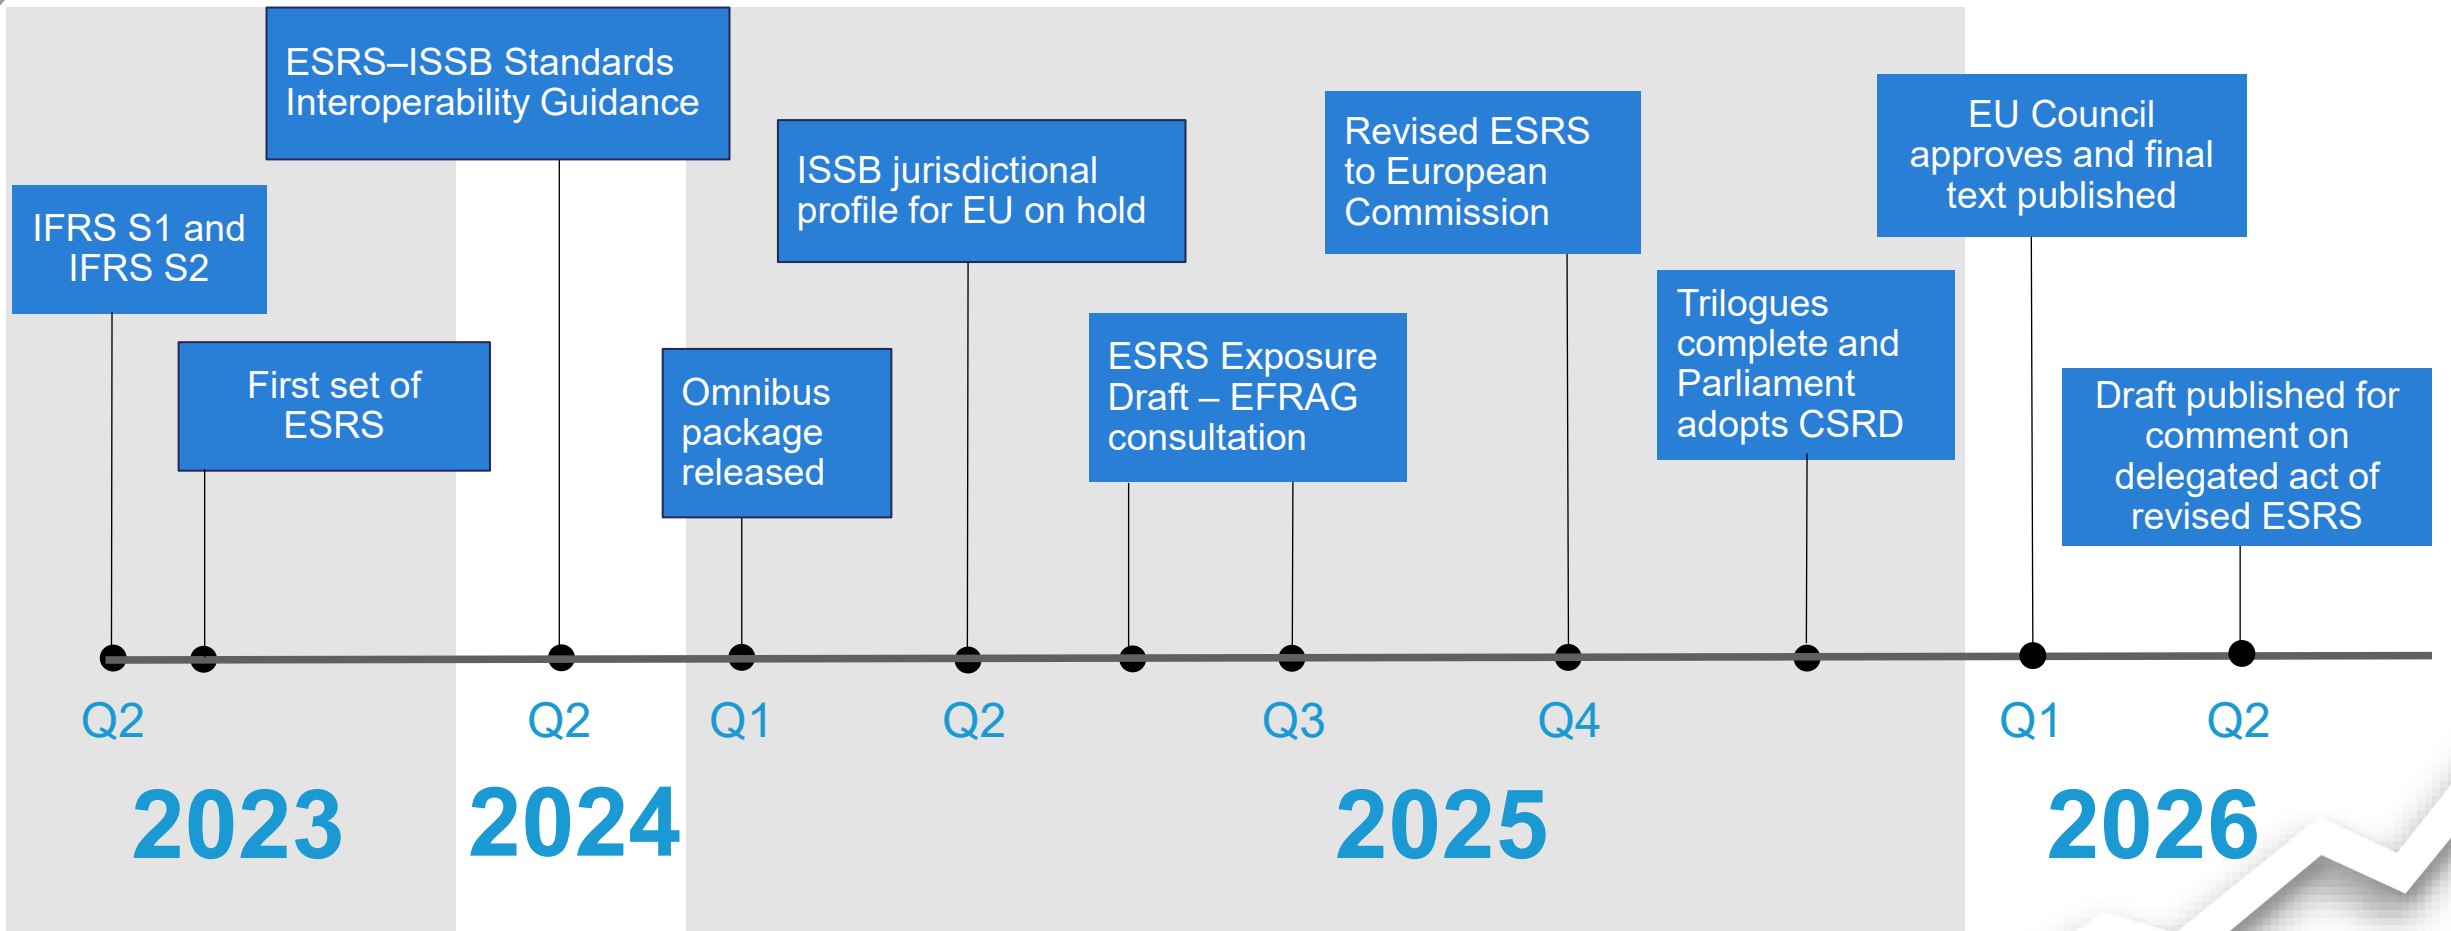 ESRS–ISSB Standards
Interoperability Guidance
IFRS S1 and
IFRS S2
First set of
ESRS
Omnibus
package
released
ISSB jurisdictional
profile for EU on hold
ESRS Exposure
Draft – EFRAG
consultation
Revised ESRS
to European
Commission
Trilogues
complete and
Parliament
adopts CSRD
EU Council
approves and final
text published
Draft published for
comment on
delegated act of
revised ESRS
Q2
Q2
Q1
Q2
Q3
Q4
Q1
Q2
2023
2024
2025
2026